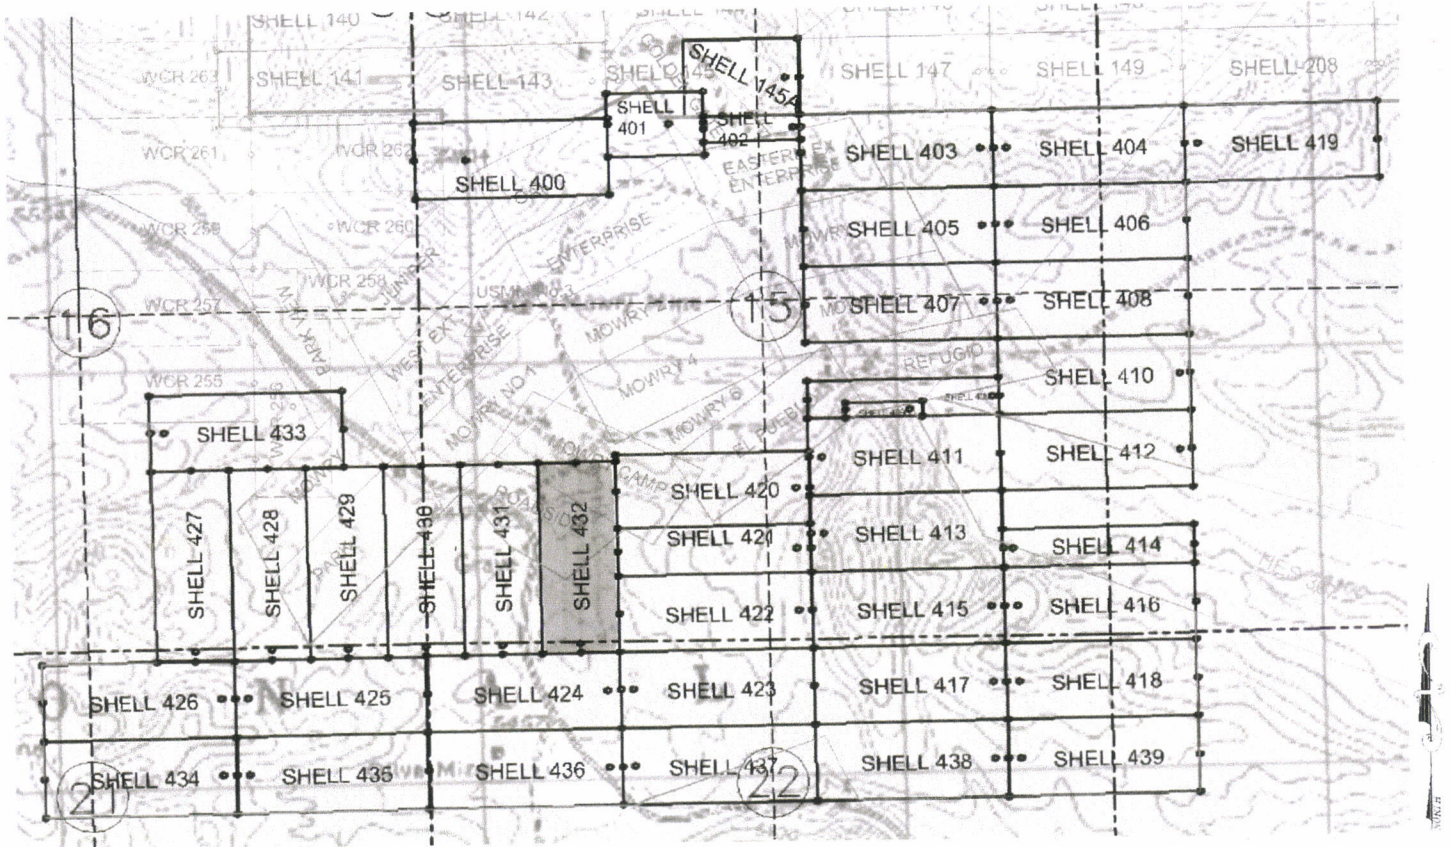 SHELL 140
SHELL 142
WCR 263
SHELL 141
SHELL 143
SHELL 145
SHELL 145A
SHELL 147
SHELL 149
SHELL 208
SHELL
401
SHELL
402
WCR 261
WCR 262
SHELL 400
EASTERN EX
ENTERPRISE
SHELL 403
SHELL 404
SHELL 419
WCR 259
WCR 260
JUNIPER
ENTERPRISE
MOWRY
SHELL 405
SHELL 406
WCR 258
WCR 257
PARK VIEW
WEST EXT
ENTERPRISE
MOWRY 2
16
15
SHELL 407
SHELL 408
WCR 255
MOWRY NO 1
MOWRY 4
MOWRY 6
REFUGIO
SHELL 410
SHELL 433
SHELL 411
SHELL 412
SHELL 427
SHELL 428
SHELL 429
SHELL 430
SHELL 431
SHELL 432
SHELL 420
SHELL 421
SHELL 413
SHELL 414
SHELL 422
SHELL 415
SHELL 416
SHELL 426
SHELL 425
SHELL 424
SHELL 423
SHELL 417
SHELL 418
N
SHELL 434
SHELL 435
SHELL 436
SHELL 437
SHELL 438
SHELL 439
21
22
NORTH